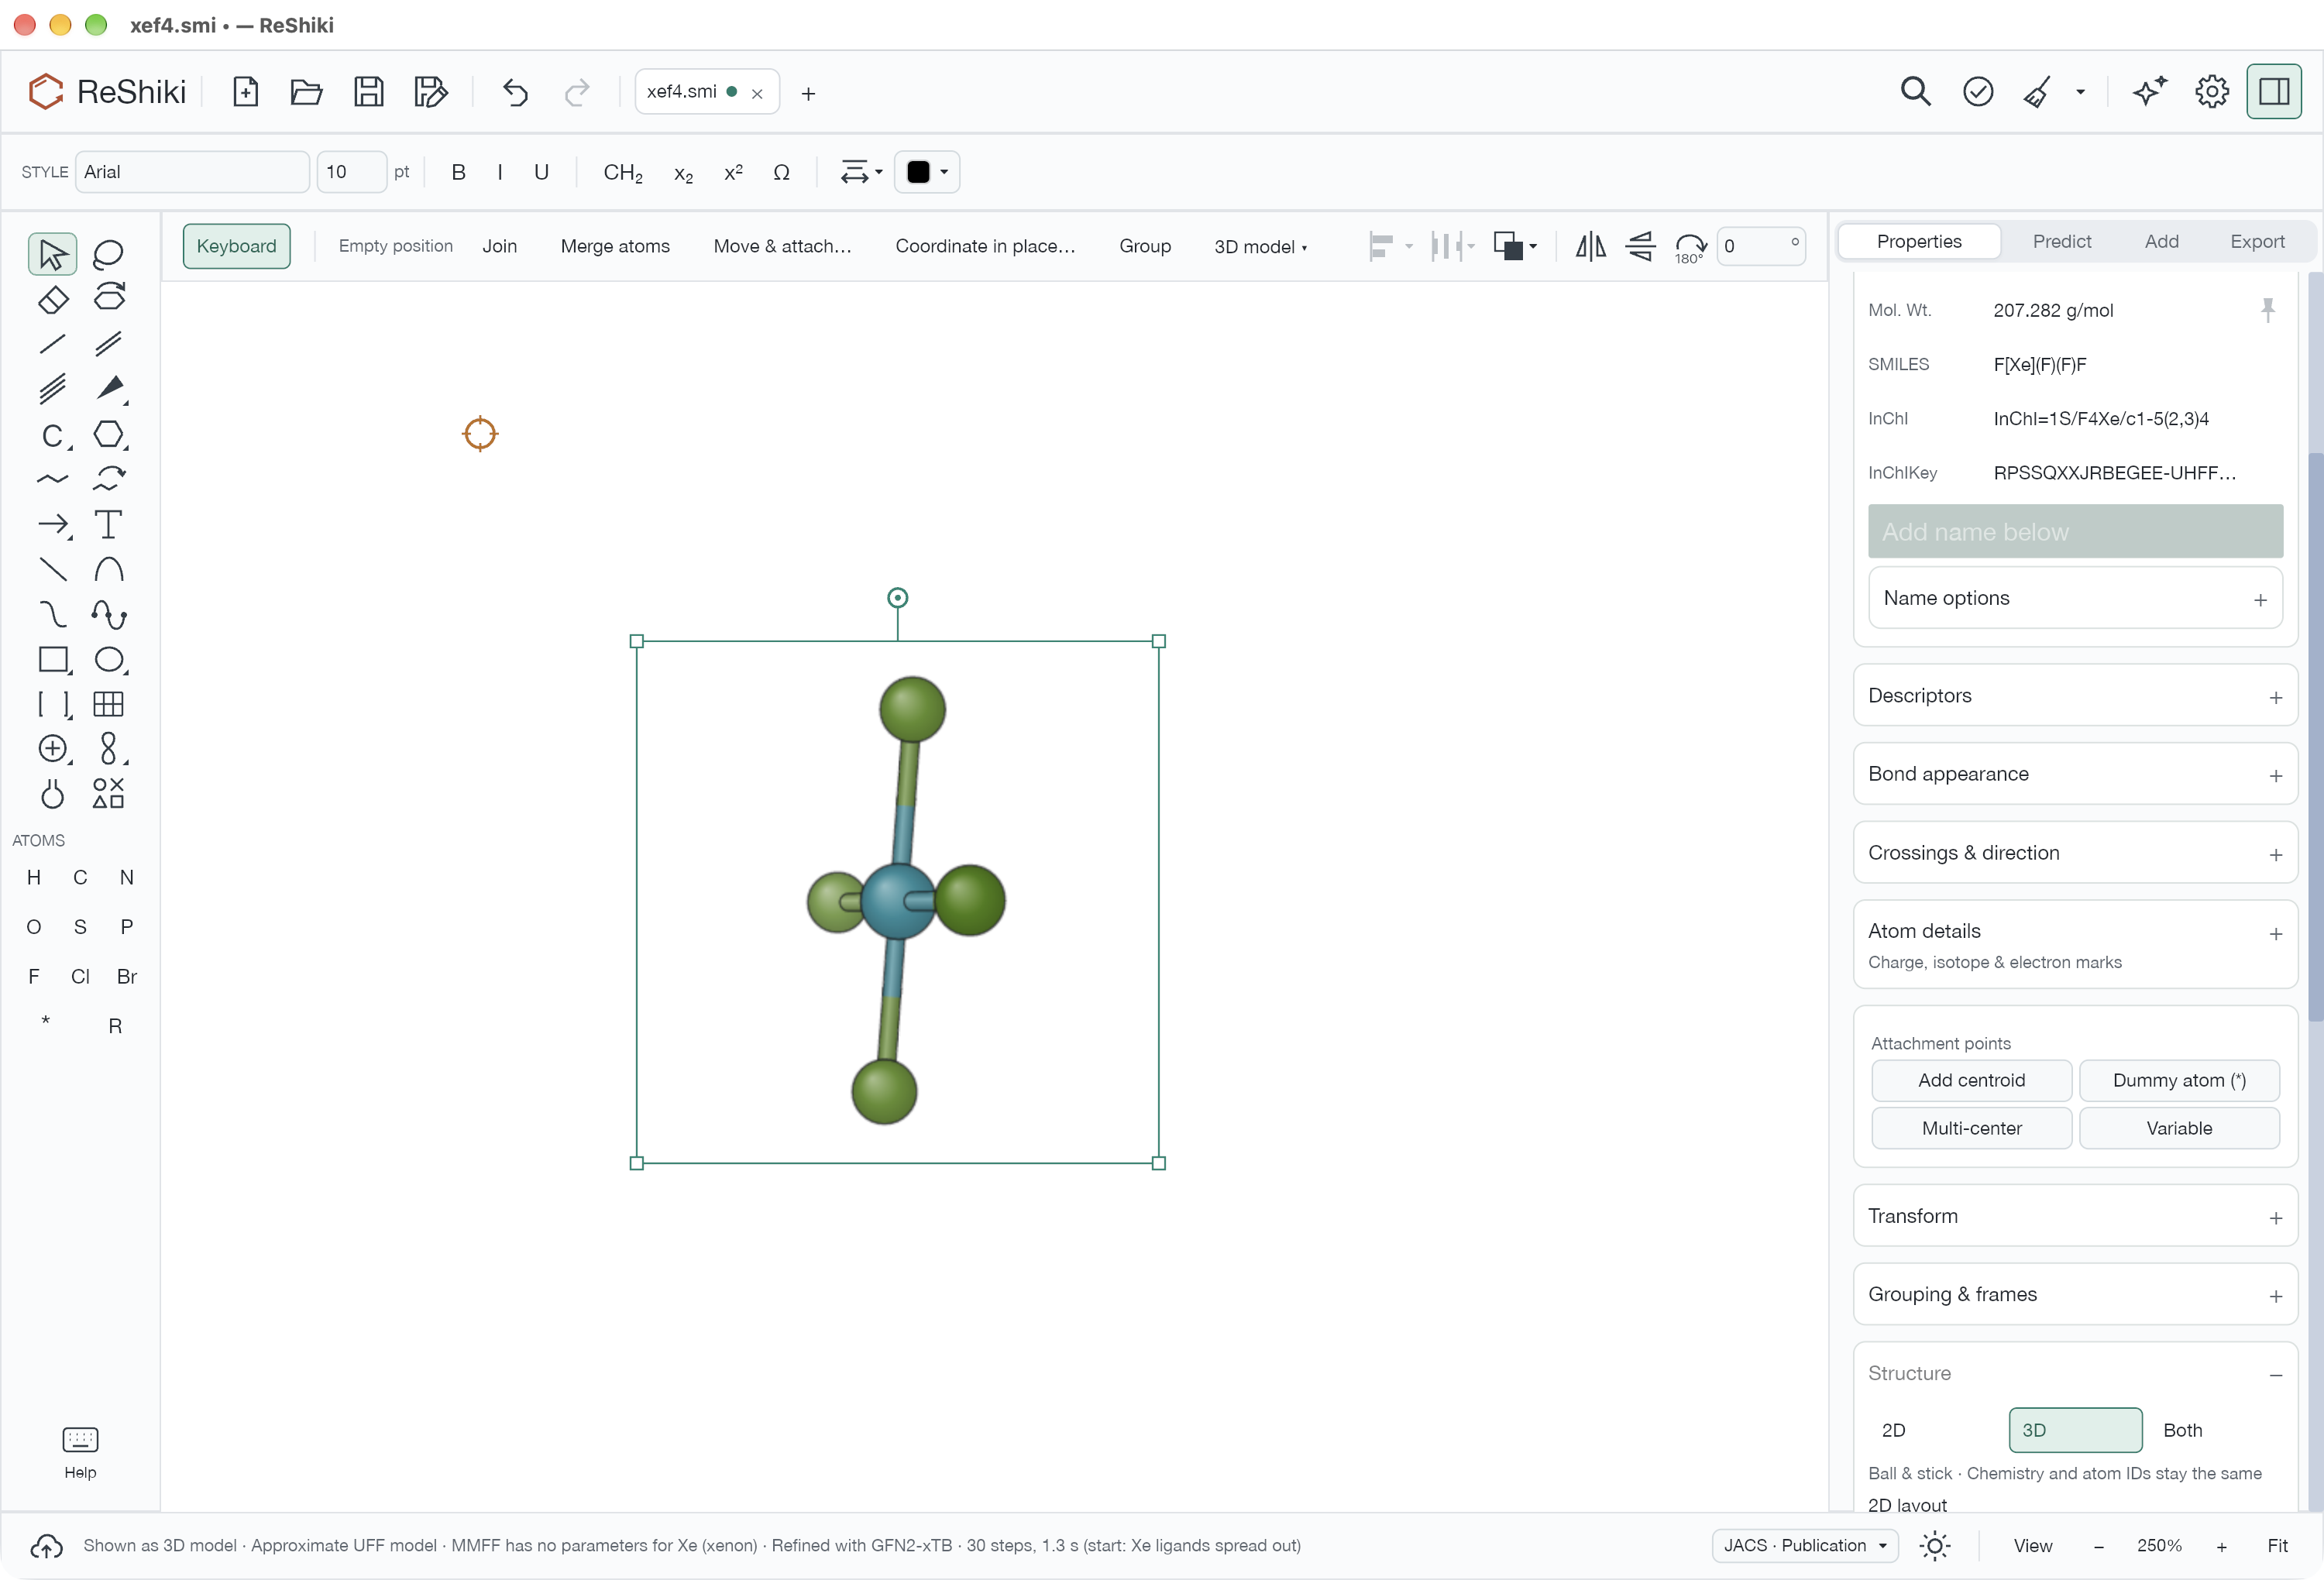 xef4.smi • — ReShiki
ReShiki
xef4.smi
STYLE Arial 10 pt B I U CH₂ x₂ x² Ω
Keyboard Empty position Join Merge atoms Move & attach... Coordinate in place... Group 3D model 180° 0 °
Properties Predict Add Export
Mol. Wt. 207.282 g/mol
SMILES F[Xe](F)(F)F
InChI InChI=1S/F4Xe/c1-5(2,3)4
InChIKey RPSSQXXJRBEGEE-UHFF...
Add name below
Name options
Descriptors
Bond appearance
Crossings & direction
Atom details
Charge, isotope & electron marks
Attachment points
Add centroid Dummy atom (*)
Multi-center Variable
Transform
Grouping & frames
Structure
2D 3D Both
Ball & stick · Chemistry and atom IDs stay the same
2D layout
C
T
ATOMS
H C N
O S P
F Cl Br
* R
Help
Shown as 3D model · Approximate UFF model · MMFF has no parameters for Xe (xenon) · Refined with GFN2-xTB · 30 steps, 1.3 s (start: Xe ligands spread out)
JACS · Publication View − 250% + Fit